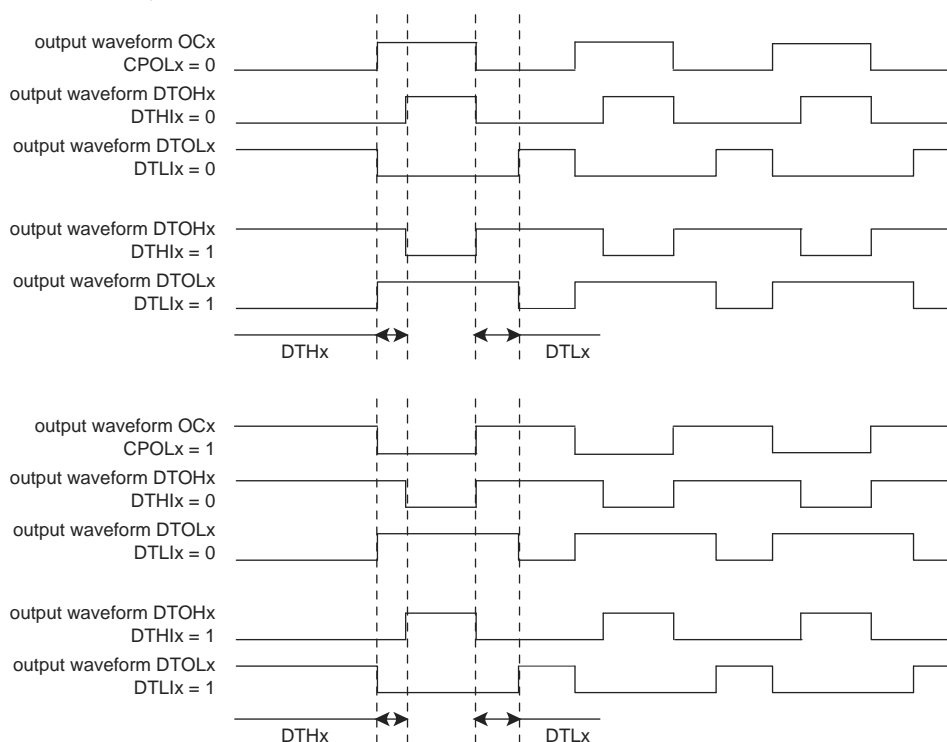 output waveform OCx
CPOLx = 0
output waveform DTOHx
DTHIx = 0
output waveform DTOLx
DTLIx = 0
output waveform DTOHx
DTHIx = 1
output waveform DTOLx
DTLIx = 1
DTHx
DTLx
output waveform OCx
CPOLx = 1
output waveform DTOHx
DTHIx = 0
output waveform DTOLx
DTLIx = 0
output waveform DTOHx
DTHIx = 1
output waveform DTOLx
DTLIx = 1
DTHx
DTLx